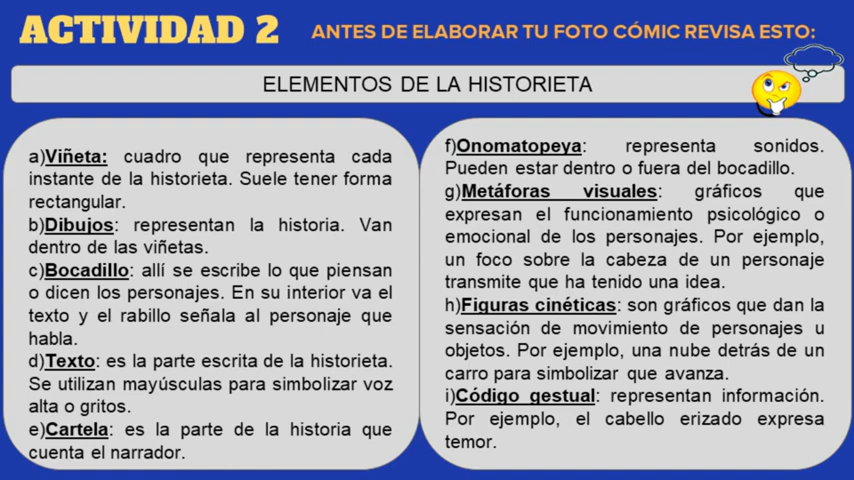 ACTIVIDAD 2
ANTES DE ELABORAR TU FOTO CÓMIC REVISA ESTO:
ELEMENTOS DE LA HISTORIETA
a)Viñeta: cuadro que representa cada
instante de la historieta. Suele tener forma
rectangular.
b)Dibujos: representan la historia. Van
dentro de las viñetas.
c)Bocadillo: allí se escribe lo que piensan
o dicen los personajes. En su interior va el
texto y el rabillo señala al personaje que
habla.
d)Texto: es la parte escrita de la historieta.
Se utilizan mayúsculas para simbolizar voz
alta o gritos.
e)Cartela: es la parte de la historia que
cuenta el narrador.
f)Onomatopeya: representa sonidos.
Pueden estar dentro o fuera del bocadillo.
g)Metáforas visuales: gráficos que
expresan el funcionamiento psicológico o
emocional de los personajes. Por ejemplo,
un foco sobre la cabeza de un personaje
transmite que ha tenido una idea.
h)Figuras cinéticas: son gráficos que dan la
sensación de movimiento de personajes u
objetos. Por ejemplo, una nube detrás de un
carro para simbolizar que avanza.
i)Código gestual: representan información.
Por ejemplo, el cabello erizado expresa
temor.